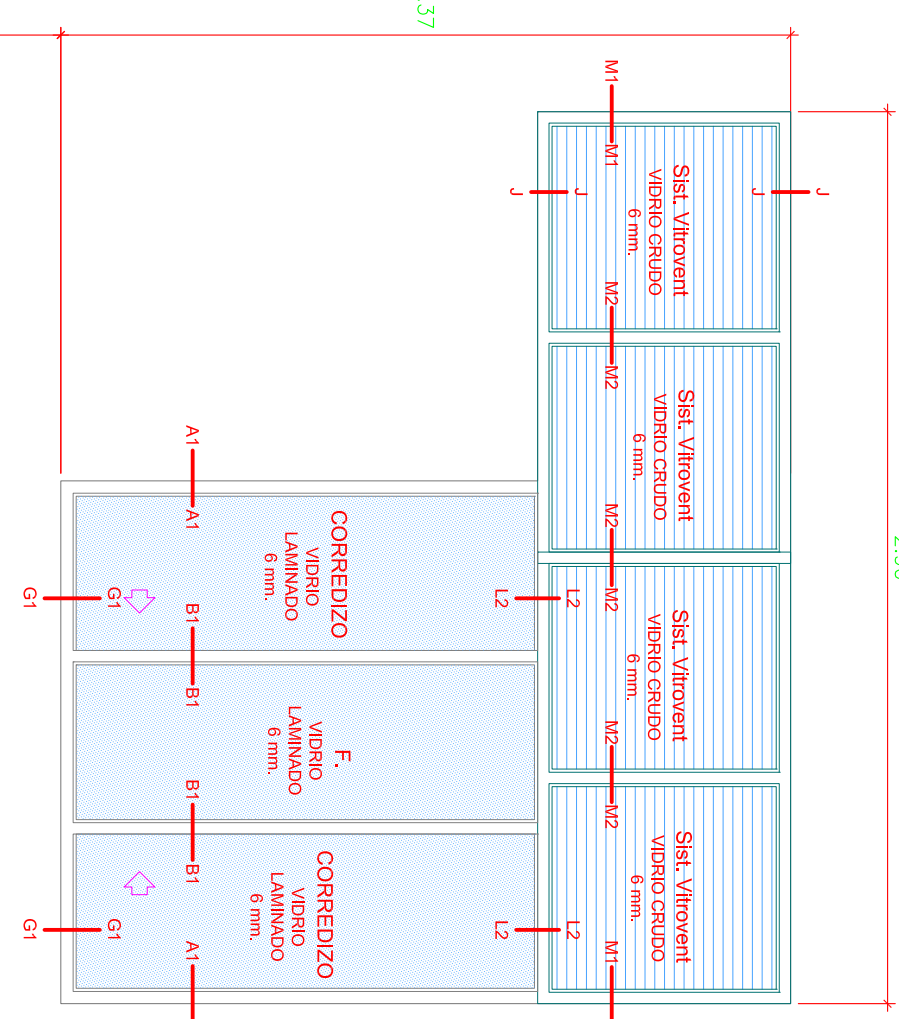 J
J
Sist. Vitrovent
VIDRIO CRUDO
6 mm.
Sist. Vitrovent
VIDRIO CRUDO
6 mm.
Sist. Vitrovent
VIDRIO CRUDO
6 mm.
Sist. Vitrovent
VIDRIO CRUDO
6 mm.
M1
M1
M2
M2
M2
M2
M2
M2
M1
J
J
L2
L2
L2
L2
.37
CORREDIZO
VIDRIO
LAMINADO
6 mm.
F.
VIDRIO
LAMINADO
6 mm.
CORREDIZO
VIDRIO
LAMINADO
6 mm.
A1
A1
B1
B1
B1
B1
A1
G1
G1
G1
G1